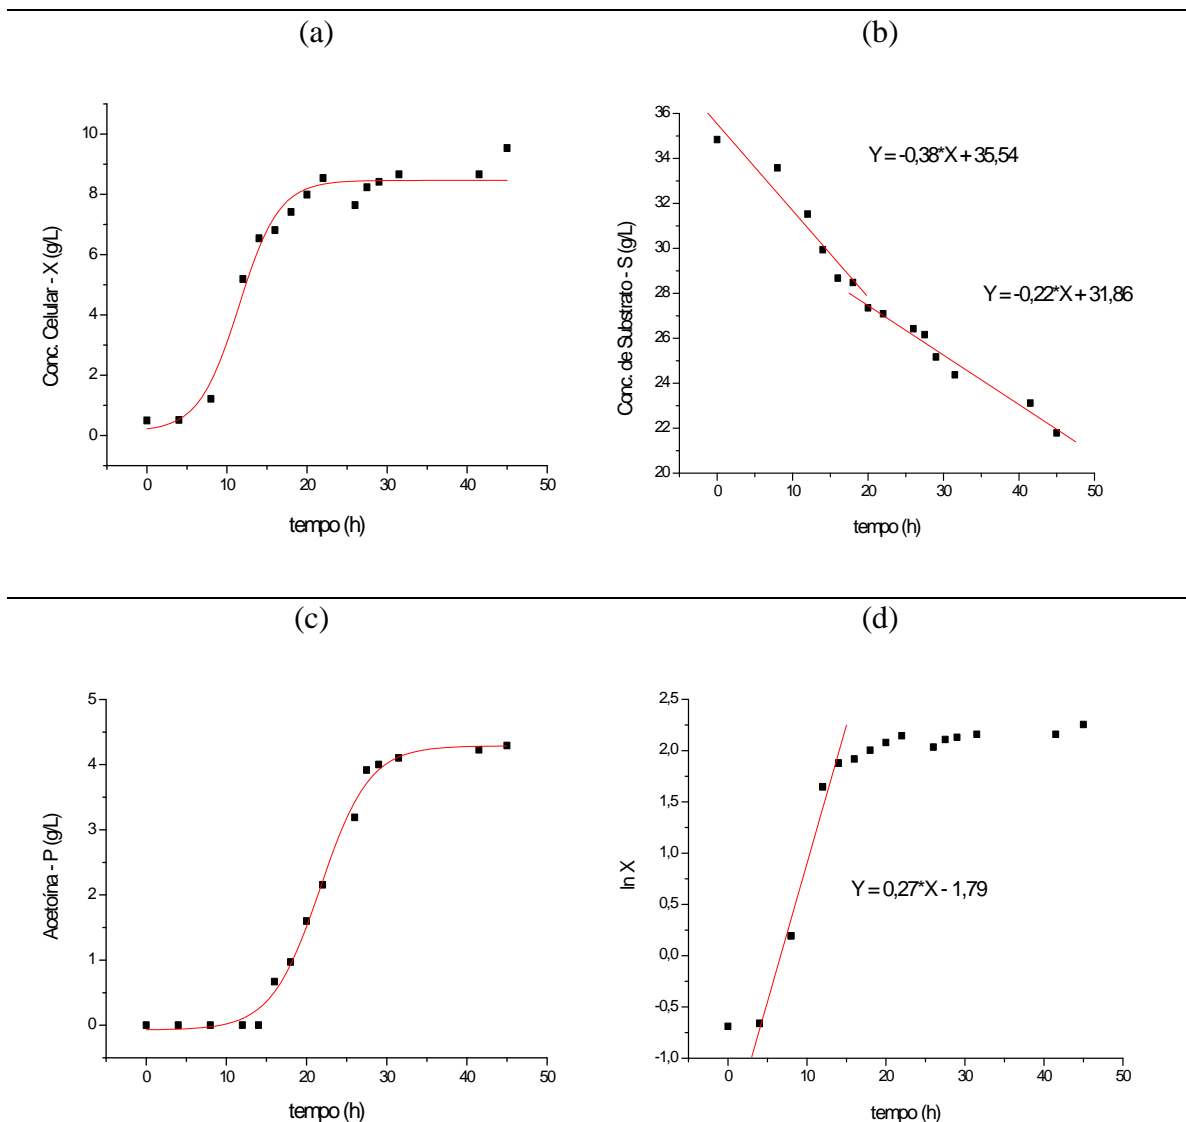 (a)
(b)
10
8
6
4
2
0
Conc. Celular - X (g/L)
0 10 20 30 40 50
tempo (h)
36
34
32
30
28
26
24
22
20
Conc. de Substrato - S (g/L)
Y = -0,38*X + 35,54
Y = -0,22*X + 31,86
0 10 20 30 40 50
tempo (h)
(c)
(d)
5
4
3
2
1
0
Acetoína - P (g/L)
0 10 20 30 40 50
tempo (h)
2,5
2,0
1,5
1,0
0,5
0,0
-0,5
-1,0
ln X
Y = 0,27*X - 1,79
0 10 20 30 40 50
tempo (h)